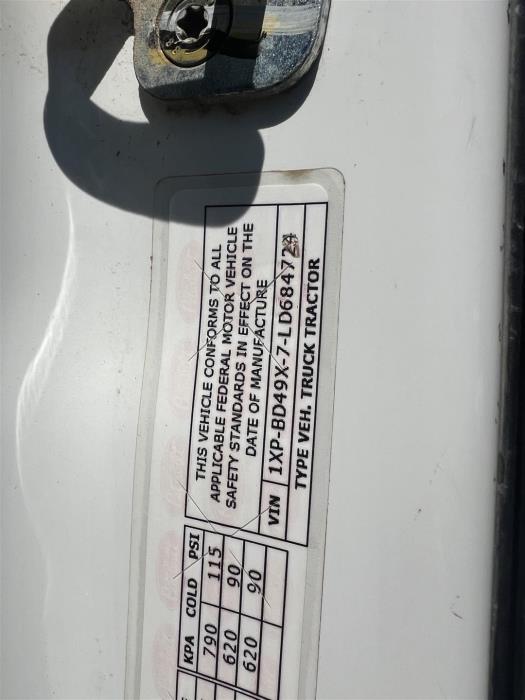 KPA COLD PSI
790 115
620 90
620 90
THIS VEHICLE CONFORMS TO ALL
APPLICABLE FEDERAL MOTOR VEHICLE
SAFETY STANDARDS IN EFFECT ON THE
DATE OF MANUFACTURE
VIN 1XP-BD49X-7-LD684724
TYPE VEH. TRUCK TRACTOR